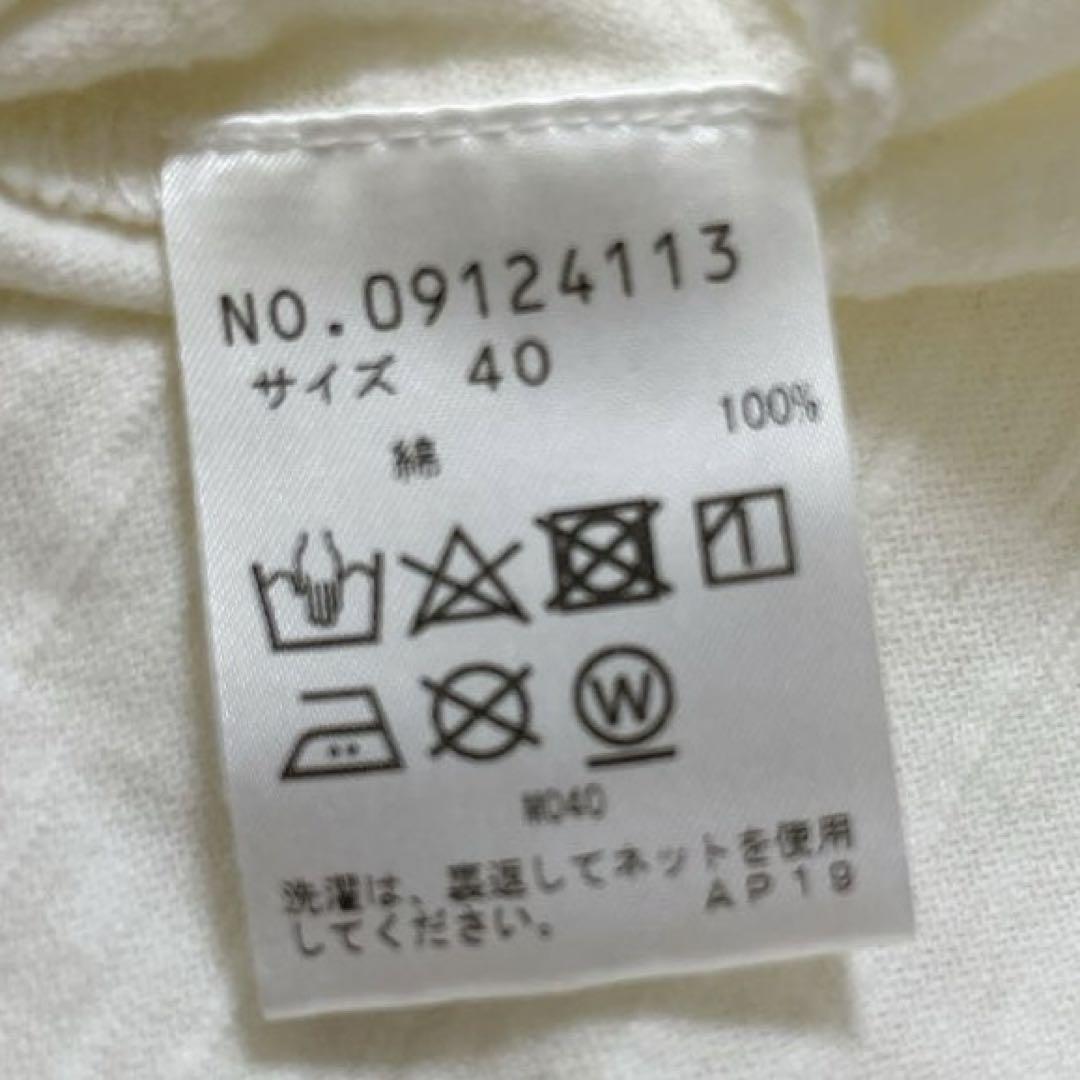 NO.09124113
サイズ 40
綿 100%
W
W040
洗濯は、裏返してネットを使用
してください。 AP19